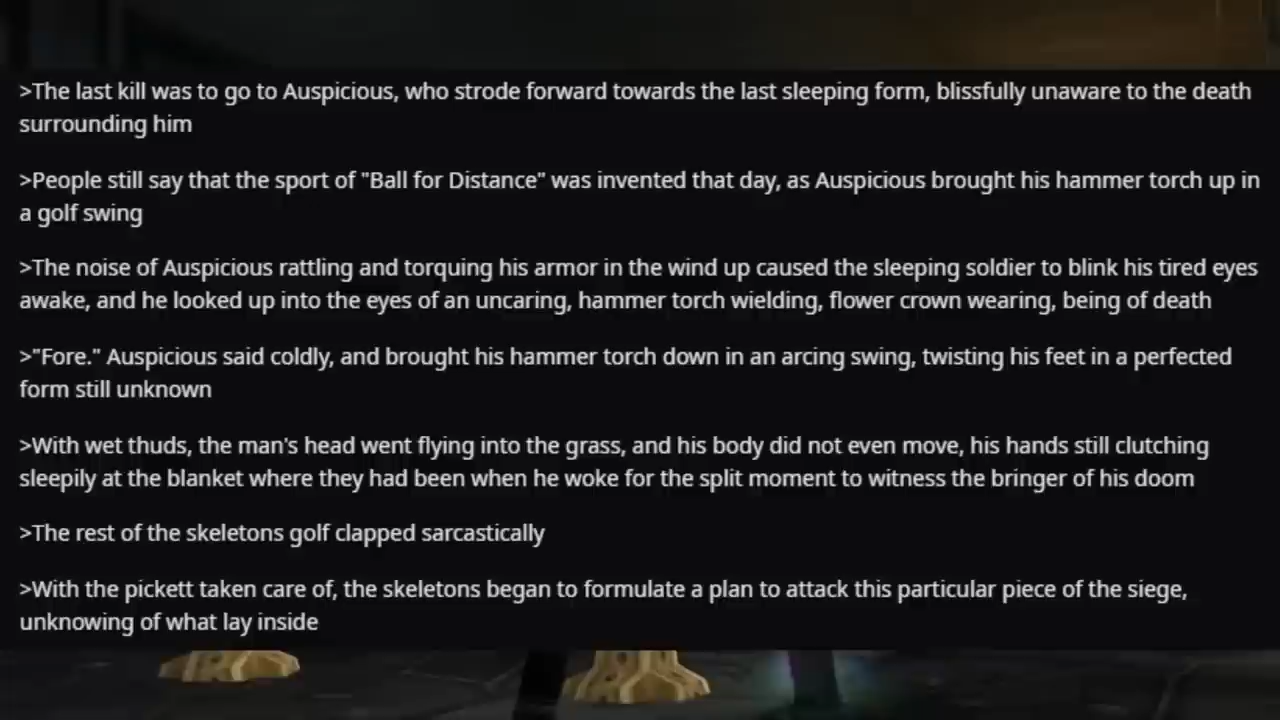 >The last kill was to go to Auspicious, who strode forward towards the last sleeping form, blissfully unaware to the death
surrounding him
>People still say that the sport of "Ball for Distance" was invented that day, as Auspicious brought his hammer torch up in
a golf swing
>The noise of Auspicious rattling and torquing his armor in the wind up caused the sleeping soldier to blink his tired eyes
awake, and he looked up into the eyes of an uncaring, hammer torch wielding, flower crown wearing, being of death
>"Fore." Auspicious said coldly, and brought his hammer torch down in an arcing swing, twisting his feet in a perfected
form still unknown
>With wet thuds, the man's head went flying into the grass, and his body did not even move, his hands still clutching
sleepily at the blanket where they had been when he woke for the split moment to witness the bringer of his doom
>The rest of the skeletons golf clapped sarcastically
>With the pickett taken care of, the skeletons began to formulate a plan to attack this particular piece of the siege,
unknowing of what lay inside